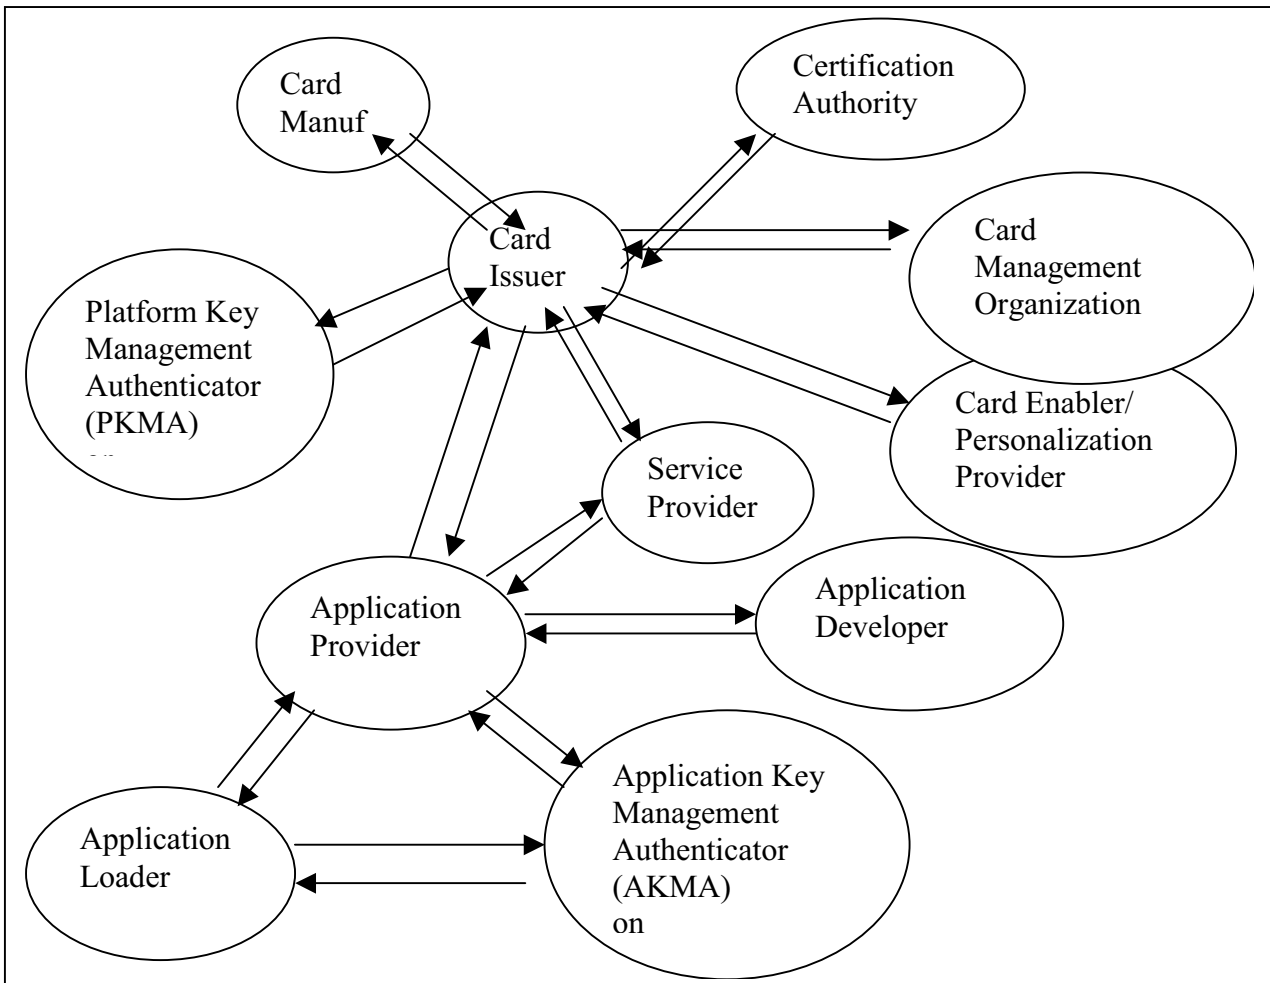 Card
Manuf
Certification
Authority
Card
Issuer
Card
Management
Organization
Platform Key
Management
Authenticator
(PKMA)
Card Enabler/
Personalization
Provider
Service
Provider
Application
Provider
Application
Developer
Application
Loader
Application Key
Management
Authenticator
(AKMA)
on